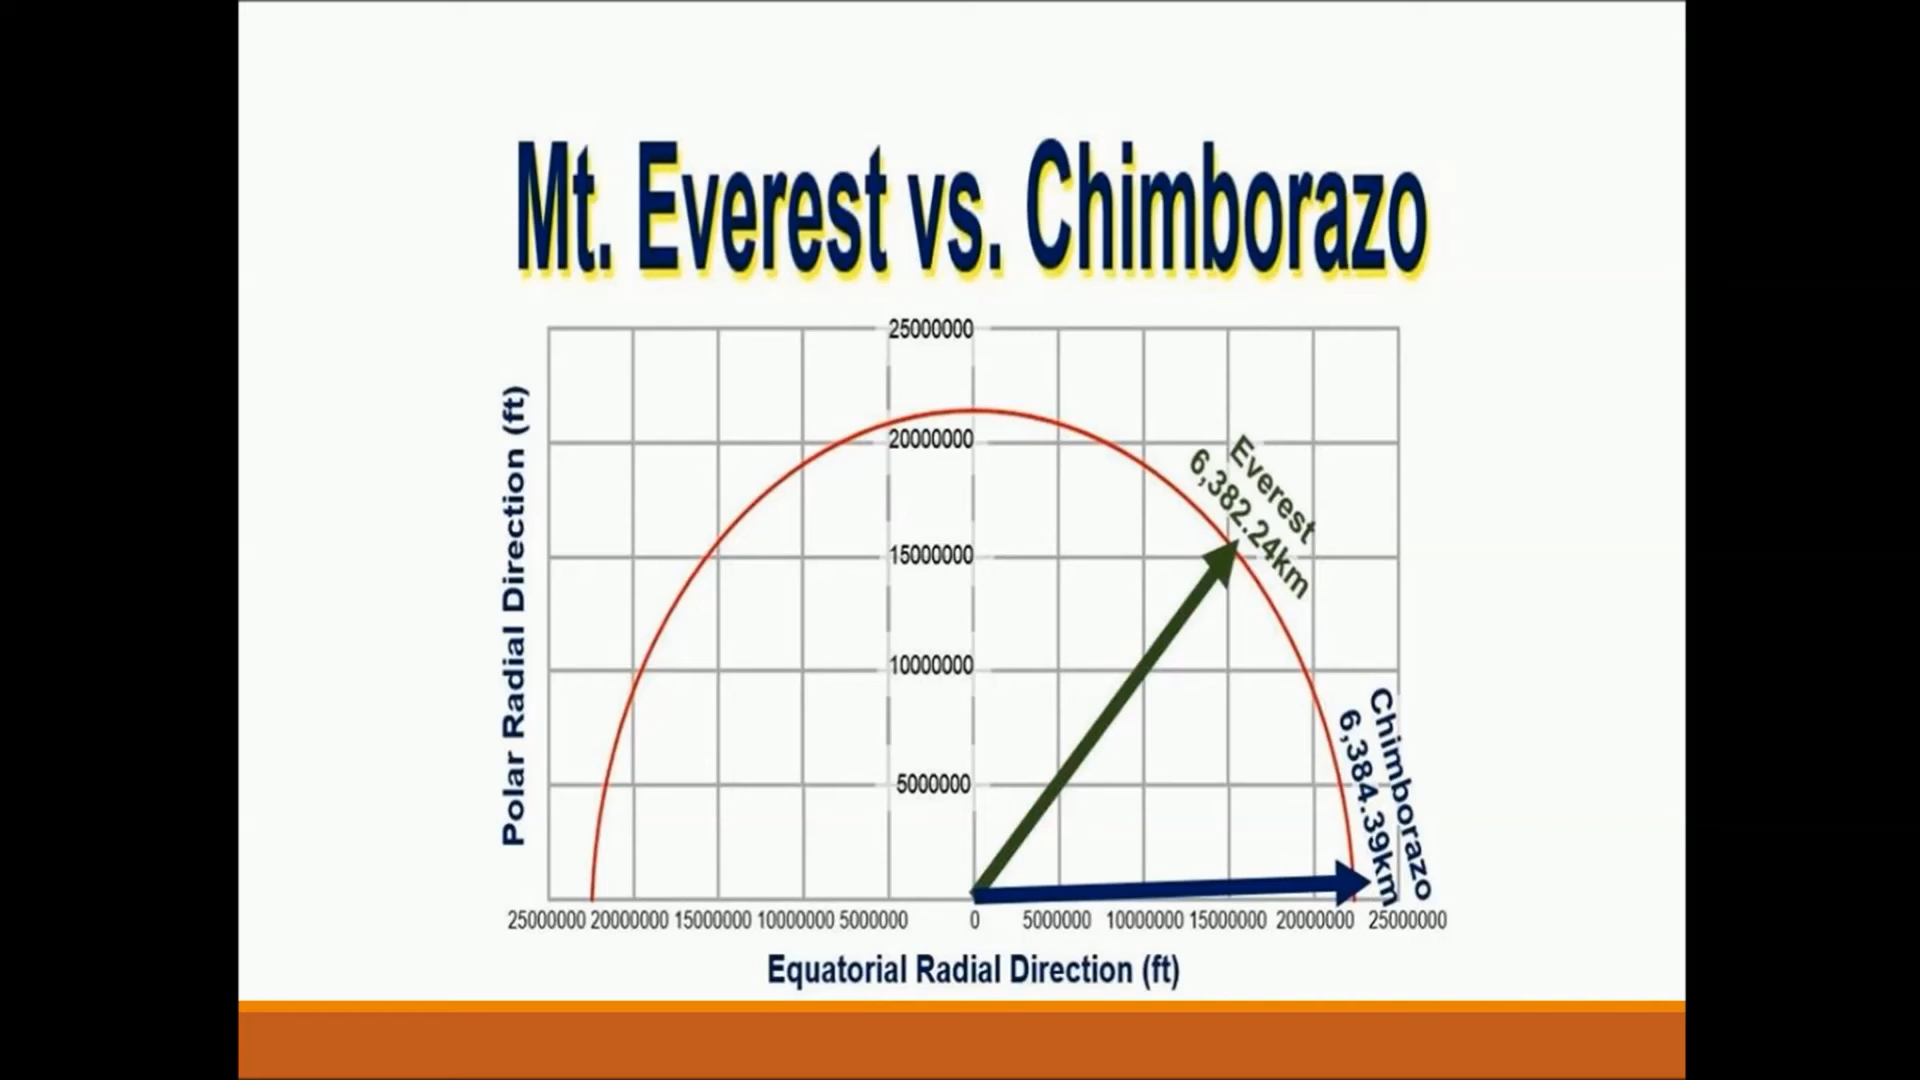 Mt. Everest vs. Chimborazo
25000000
20000000
15000000
10000000
5000000
Polar Radial Direction (ft)
Everest
6,382.24km
Chimborazo
6,384.39km
25000000 20000000 15000000 10000000 5000000 0 5000000 10000000 15000000 20000000 25000000
Equatorial Radial Direction (ft)